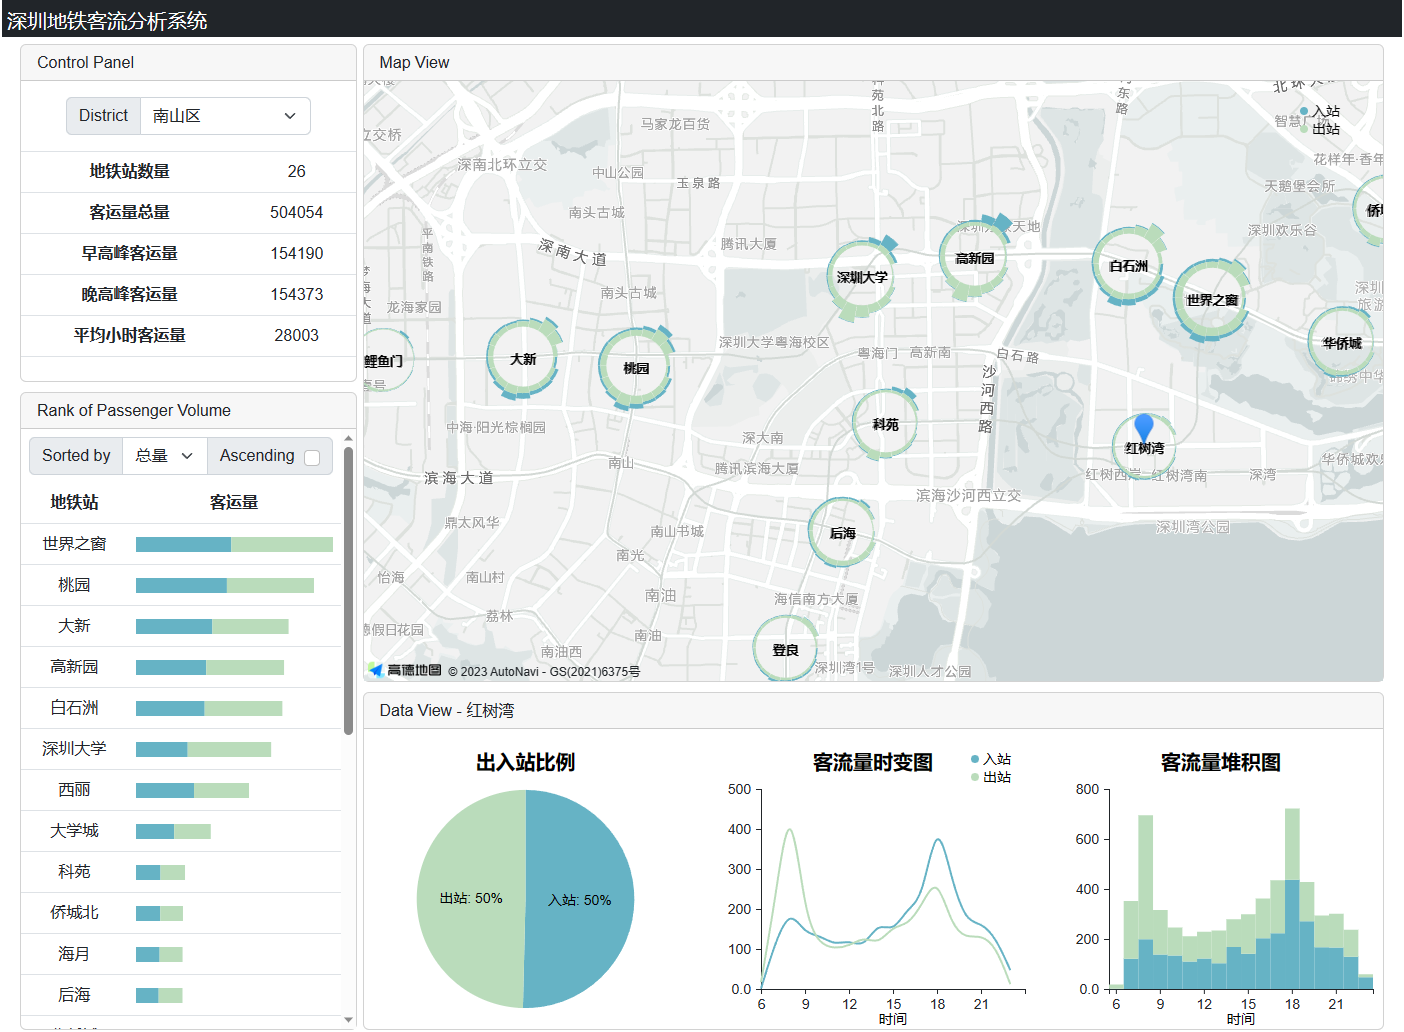 深圳地铁客流分析系统
Control Panel
District 南山区
地铁站数量 26
客运量总量 504054
早高峰客运量 154190
晚高峰客运量 154373
平均小时客运量 28003
Rank of Passenger Volume
Sorted by 总量 Ascending
地铁站 客运量
世界之窗
桃园
大新
高新园
白石洲
深圳大学
西丽
大学城
科苑
侨城北
海月
后海
Map View
北环大
科苑北路
入站
出站
智慧广场
立交桥
马家龙百货
深南北环立交
中山公园
玉泉路
花样年·香年
天鹅堡会所
南头古城
平南铁路
深南大道
腾讯大厦
深圳欢乐谷
深圳大学
高新园
白石洲
世界之窗
华侨城
龙海家园
南头古城
鲤鱼门
大新
桃园
深圳大学粤海校区
粤海门
高新南
白石路
沙河西路
科苑
红树湾
中海·阳光棕榈园
深大南
南山
腾讯滨海大厦
红树西岸
红树湾南
深湾
滨海大道
滨海沙河西立交
深圳湾公园
鼎太风华
南山书城
后海
南光
怡海
南山村
南油
海信南方大厦
荔林
南油
南油西
登良
深圳湾1号
深圳人才公园
高德地图 © 2023 AutoNavi - GS(2021)6375号
Data View - 红树湾
出入站比例
出站: 50%
入站: 50%
客流量时变图
入站
出站
500
400
300
200
100
0.0
6 9 12 15 18 21
时间
客流量堆积图
800
600
400
200
0.0
6 9 12 15 18 21
时间